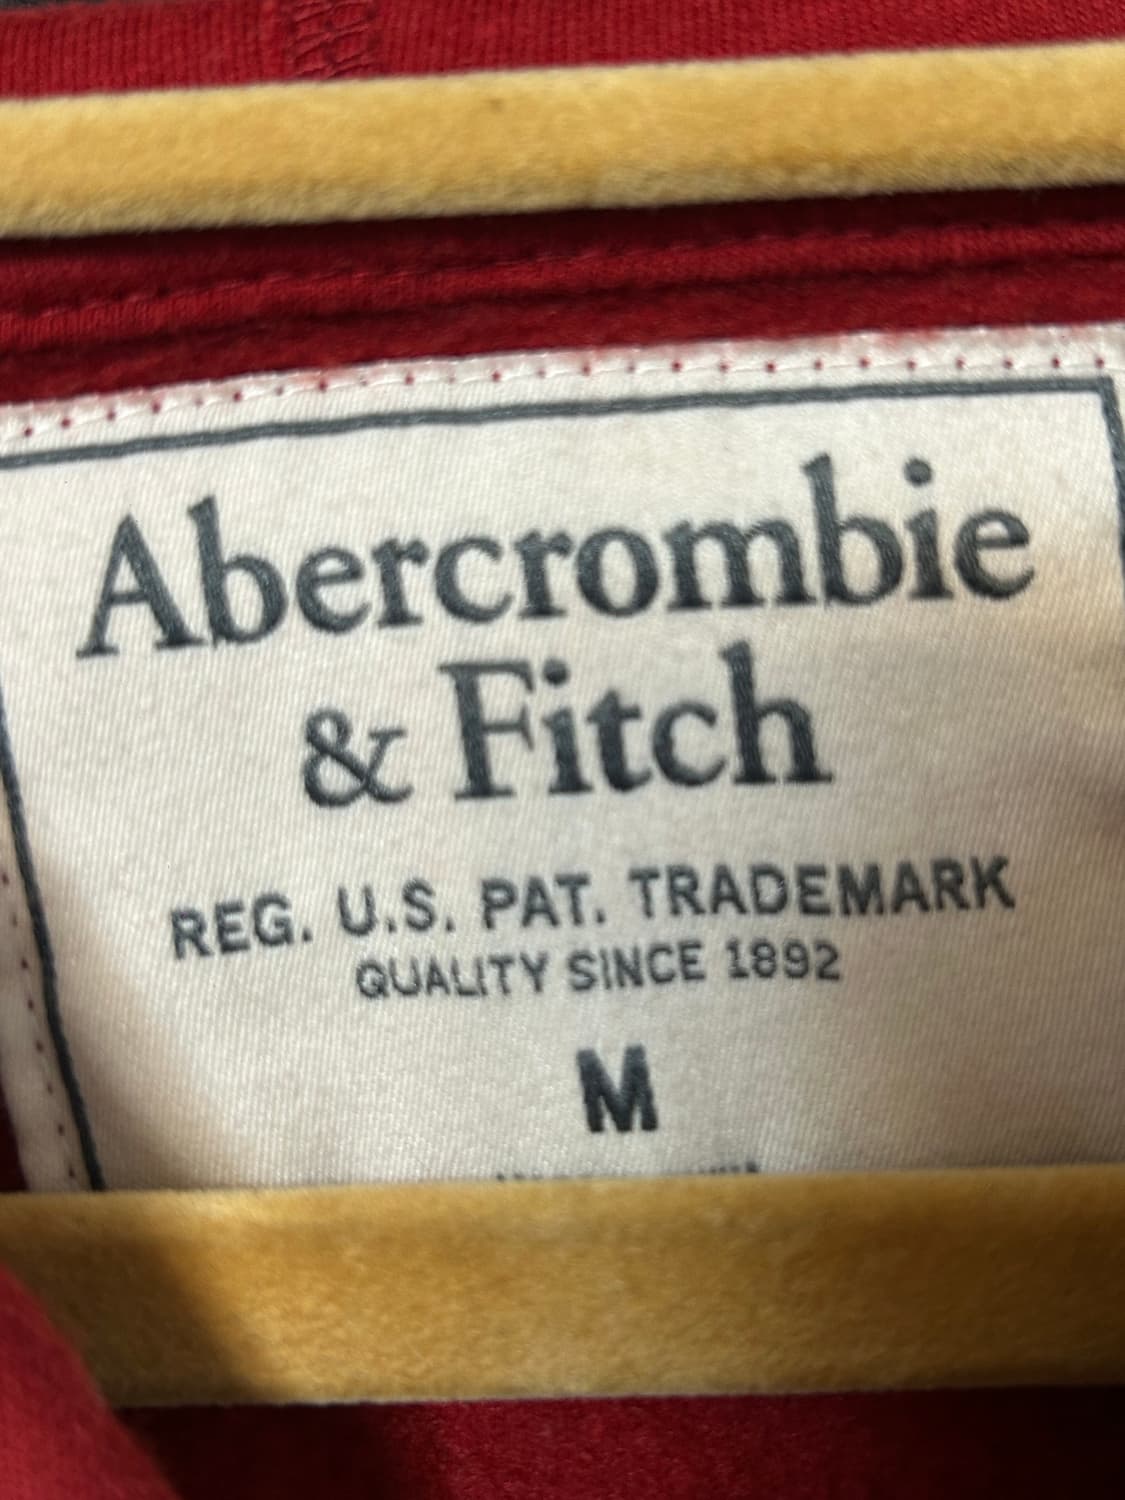 Abercrombie
& Fitch
REG. U.S. PAT. TRADEMARK
QUALITY SINCE 1892
M